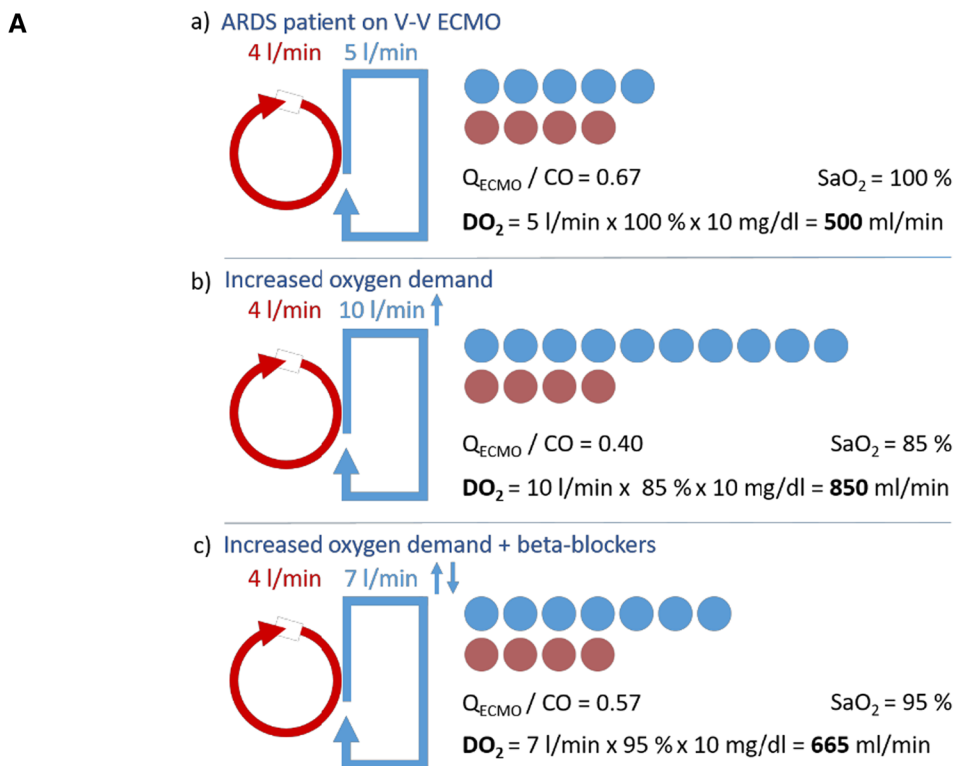 A
a) ARDS patient on V-V ECMO
4 l/min 5 l/min
Q_ECMO / CO = 0.67 SaO₂ = 100 %
DO₂ = 5 l/min x 100 % x 10 mg/dl = 500 ml/min
b) Increased oxygen demand
4 l/min 10 l/min
Q_ECMO / CO = 0.40 SaO₂ = 85 %
DO₂ = 10 l/min x 85 % x 10 mg/dl = 850 ml/min
c) Increased oxygen demand + beta-blockers
4 l/min 7 l/min
Q_ECMO / CO = 0.57 SaO₂ = 95 %
DO₂ = 7 l/min x 95 % x 10 mg/dl = 665 ml/min